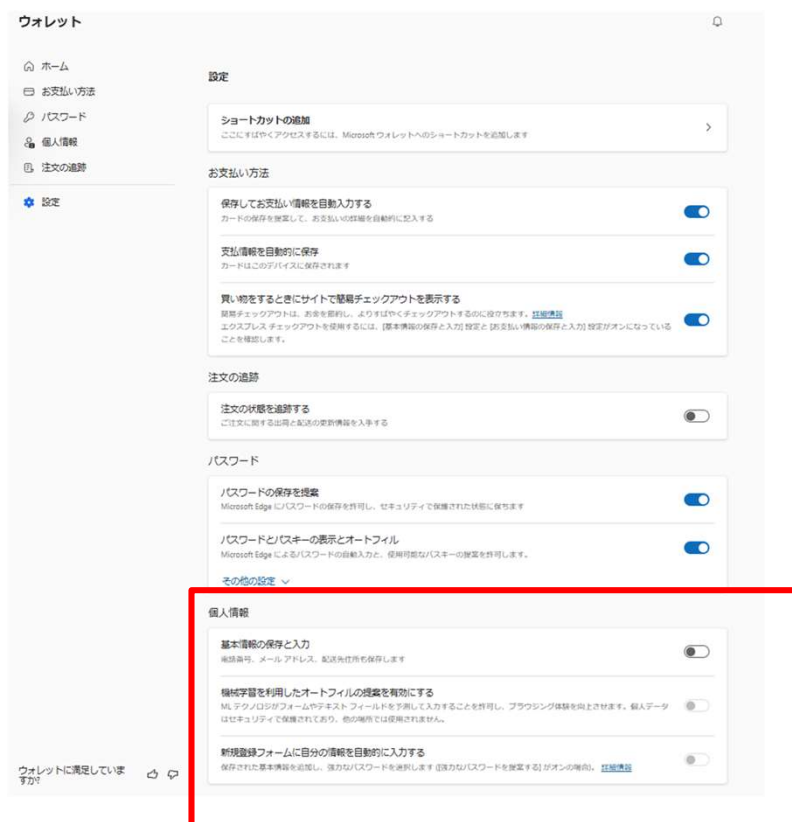 ウォレット
ホーム
お支払い方法
パスワード
個人情報
注文の追跡
設定
設定
ショートカットの追加
ここにすばやくアクセスするには、Microsoft ウォレットへのショートカットを追加します
お支払い方法
保存してお支払い情報を自動入力する
カードの保存を提案して、お支払いの詳細を自動的に記入する
支払情報を自動的に保存
カードはこのデバイスに保存されます
買い物をするときにサイトで簡易チェックアウトを表示する
簡易チェックアウトは、お金を節約し、よりすばやくチェックアウトするのに役立ちます。 詳細情報
エクスプレス チェックアウトを使用するには、[基本情報の保存と入力] 設定と [お支払い情報の保存と入力] 設定がオンになっている
ことを確認します。
注文の追跡
注文の状態を追跡する
ご注文に関する出荷と配送の更新情報を入手する
パスワード
パスワードの保存を提案
Microsoft Edge にパスワードの保存を許可し、セキュリティで保護された状態に保ちます
パスワードとパスキーの表示とオートフィル
Microsoft Edge によるパスワードの自動入力と、使用可能なパスキーの提案を許可します。
その他の設定
個人情報
基本情報の保存と入力
電話番号、メール アドレス、配送先住所も保存します
機械学習を利用したオートフィルの提案を有効にする
ML テクノロジがフォームやテキスト フィールドを予測して入力することを許可し、ブラウジング体験を向上させます。個人データ
はセキュリティで保護されており、他の場所では使用されません。
新規登録フォームに自分の情報を自動的に入力する
保存された基本情報を追加し、強力なパスワードを選択します ([強力なパスワードを提案する] がオンの場合)。 詳細情報
ウォレットに満足していま
すか?